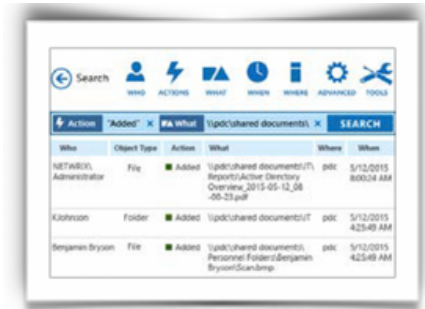 Search
WHO ACTIONS WHAT WHEN WHERE ADVANCED TOOLS
Action "Added" × What \\pdc\shared documents\ × SEARCH
Who Object Type Action What Where When
NETWRIX\ File Added \\pdc\shared documents\IT\ pdc 5/12/2015
Administrator Reports\Active Directory 8:00:24 AM
Overview_2015-05-12_08
-00-23.pdf
KJohnson Folder Added \\pdc\shared documents\IT pdc 5/12/2015
4:25:49 AM
Benjamin Bryson File Added \\pdc\shared documents\ pdc 5/12/2015
Personnel Folders\Benjamin 4:25:49 AM
Bryson\Scan.bmp